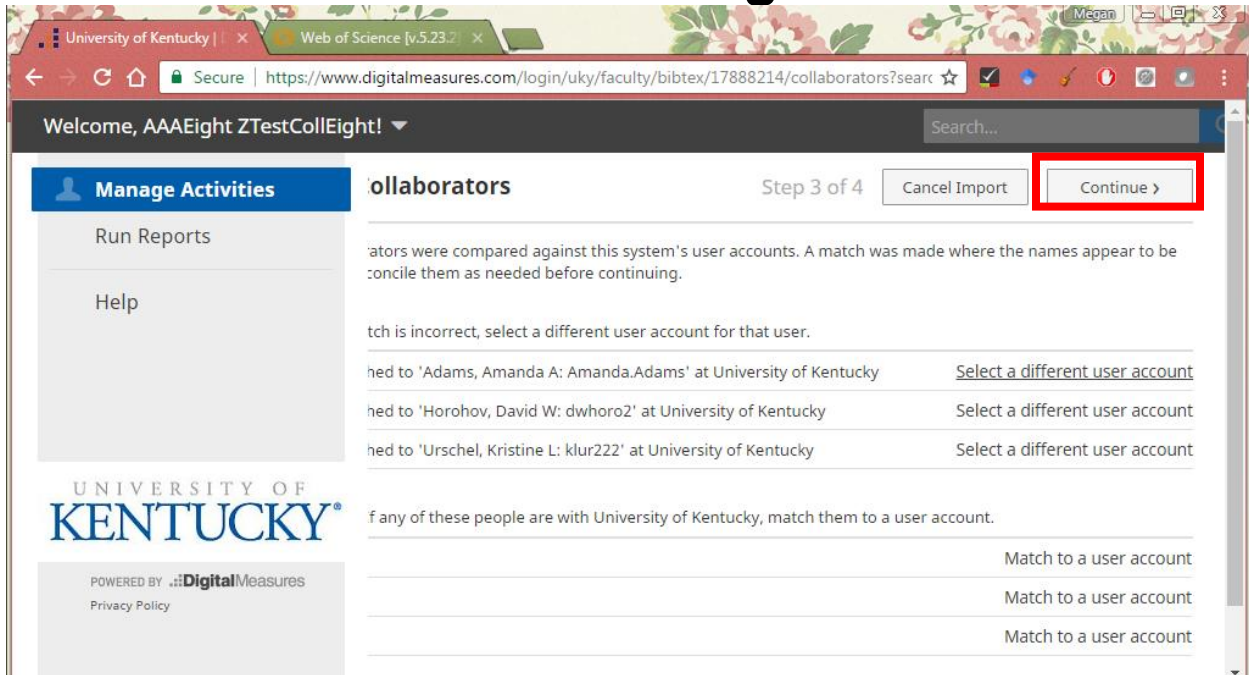 Megan
University of Kentucky | D
Web of Science [v.5.23.2]
Secure | https://www.digitalmeasures.com/login/uky/faculty/bibtex/17888214/collaborators?searc
Welcome, AAAEight ZTestCollEight!
Search...
Manage Activities
ollaborators
Step 3 of 4
Cancel Import
Continue ›
Run Reports
rators were compared against this system's user accounts. A match was made where the names appear to be
concile them as needed before continuing.
Help
tch is incorrect, select a different user account for that user.
hed to 'Adams, Amanda A: Amanda.Adams' at University of Kentucky
Select a different user account
hed to 'Horohov, David W: dwhoro2' at University of Kentucky
Select a different user account
hed to 'Urschel, Kristine L: klur222' at University of Kentucky
Select a different user account
UNIVERSITY OF
KENTUCKY®
f any of these people are with University of Kentucky, match them to a user account.
Match to a user account
POWERED BY .::DigitalMeasures
Privacy Policy
Match to a user account
Match to a user account